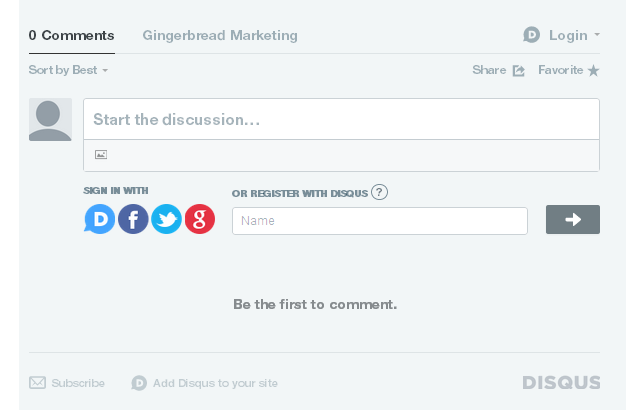 0 Comments Gingerbread Marketing Login
Sort by Best Share Favorite
Start the discussion...
SIGN IN WITH
OR REGISTER WITH DISQUS ?
D f g Name
Be the first to comment.
Subscribe D Add Disqus to your site DISQUS